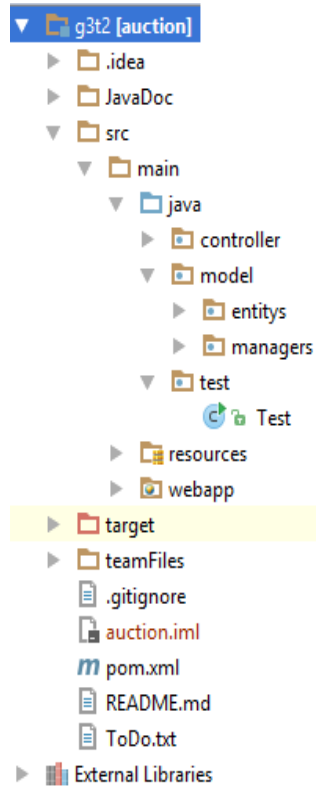 g3t2 [auction]
.idea
JavaDoc
src
main
java
controller
model
entitys
managers
test
Test
resources
webapp
target
teamFiles
.gitignore
auction.iml
pom.xml
README.md
ToDo.txt
External Libraries